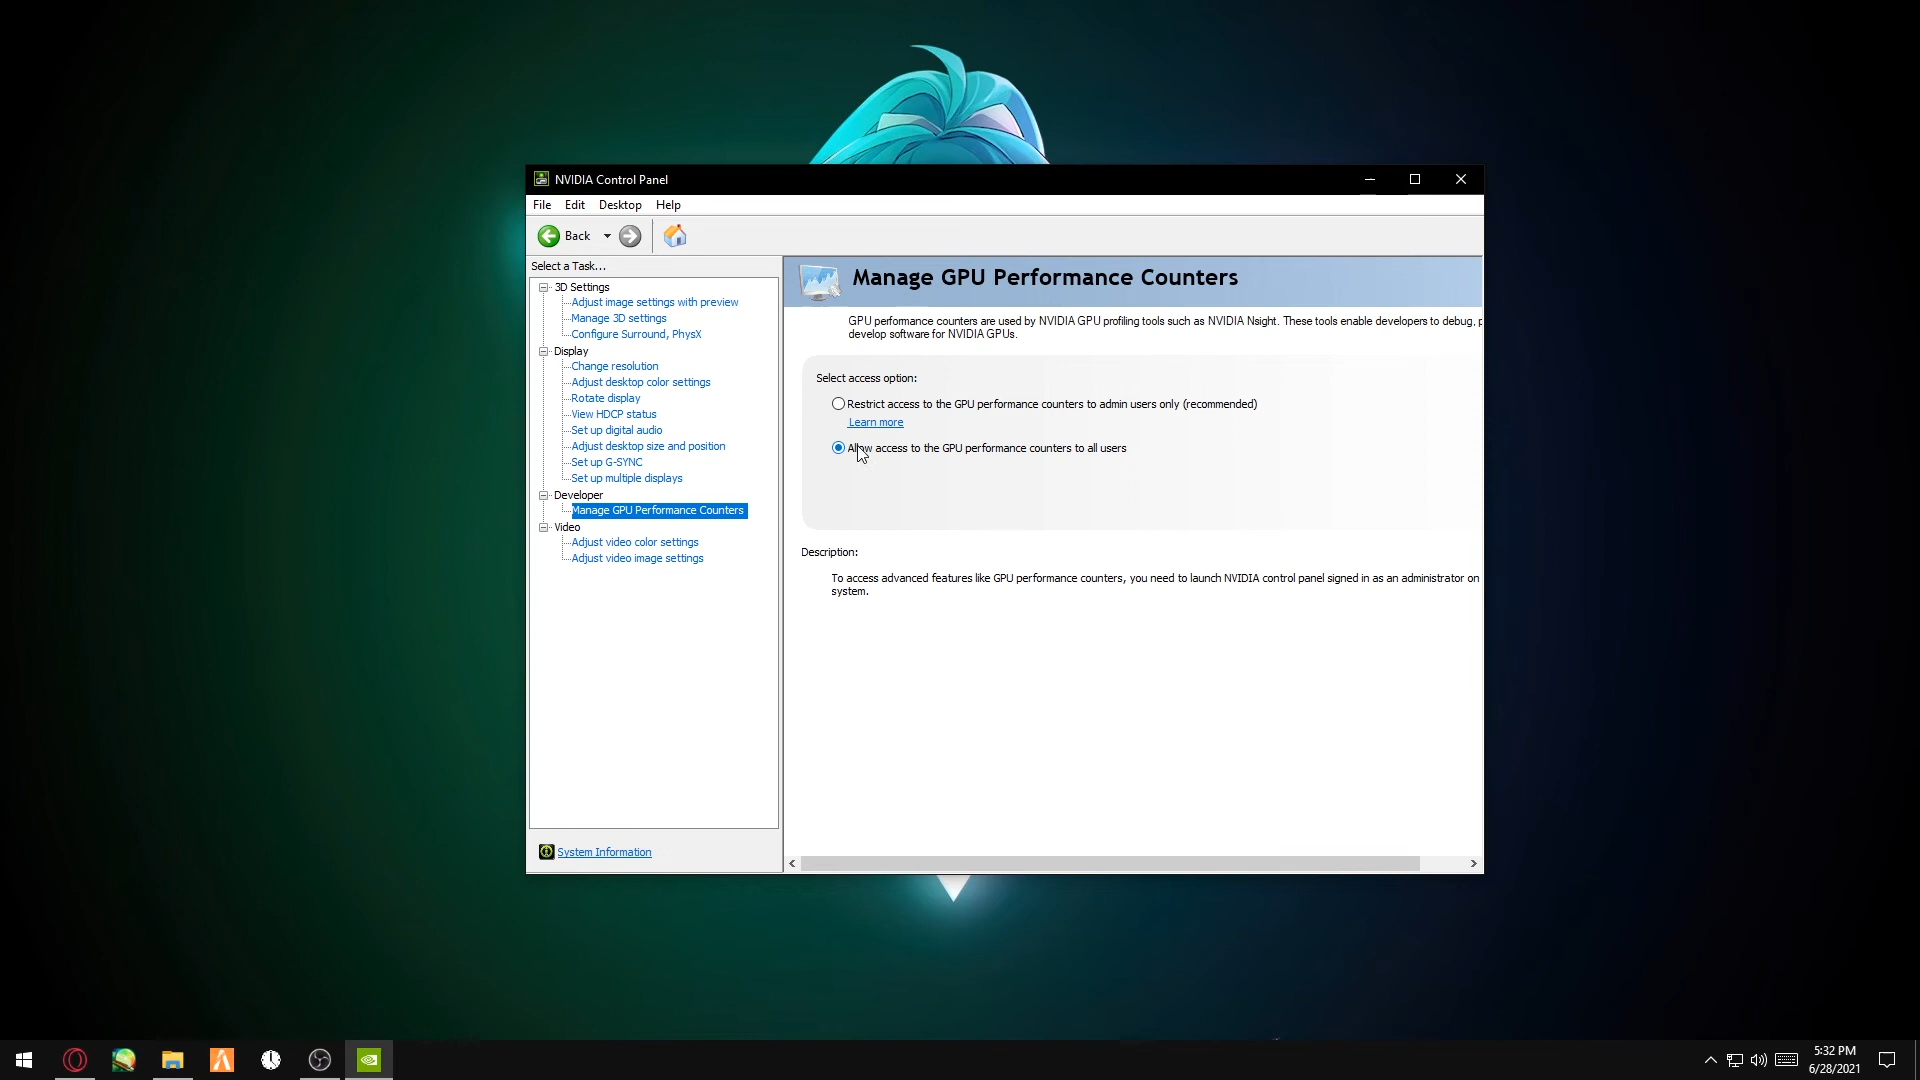 NVIDIA Control Panel
File Edit Desktop Help
Back
Select a Task...
3D Settings
Adjust image settings with preview
Manage 3D settings
Configure Surround, PhysX
Display
Change resolution
Adjust desktop color settings
Rotate display
View HDCP status
Set up digital audio
Adjust desktop size and position
Set up G-SYNC
Set up multiple displays
Developer
Manage GPU Performance Counters
Video
Adjust video color settings
Adjust video image settings
System Information
Manage GPU Performance Counters
GPU performance counters are used by NVIDIA GPU profiling tools such as NVIDIA Nsight. These tools enable developers to debug, p
develop software for NVIDIA GPUs.
Select access option:
Restrict access to the GPU performance counters to admin users only (recommended)
Learn more
Allow access to the GPU performance counters to all users
Description:
To access advanced features like GPU performance counters, you need to launch NVIDIA control panel signed in as an administrator on
system.
5:32 PM
6/28/2021